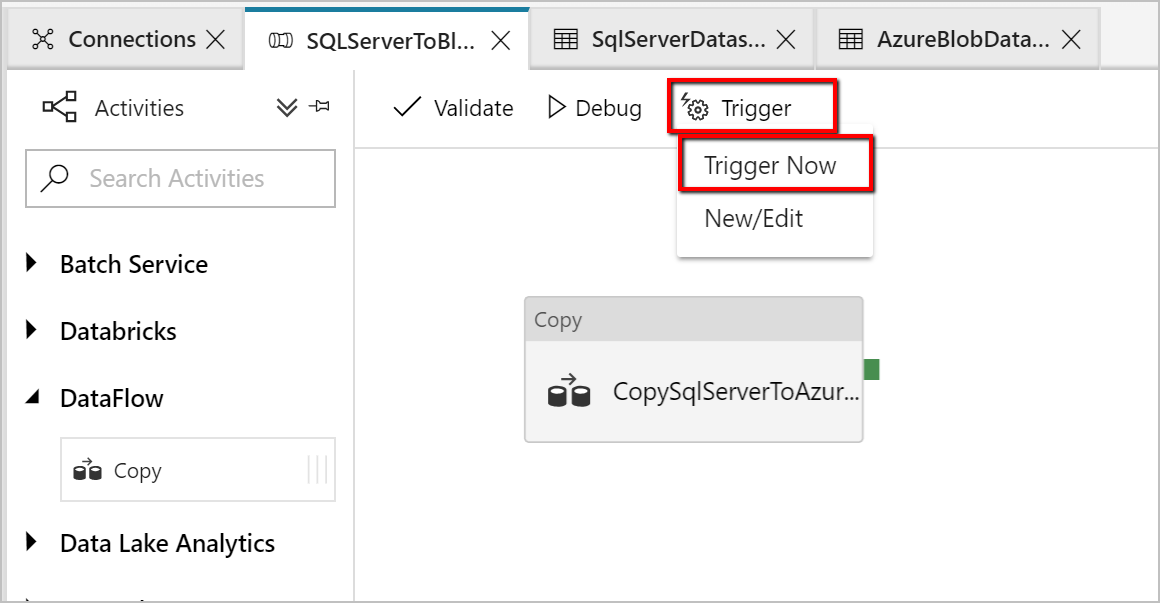 Connections
SQLServerToBl...
SqlServerDatas...
AzureBlobData...
Activities
Validate
Debug
Trigger
Search Activities
Trigger Now
New/Edit
Batch Service
Databricks
DataFlow
Copy
Data Lake Analytics
Copy
CopySqlServerToAzur...